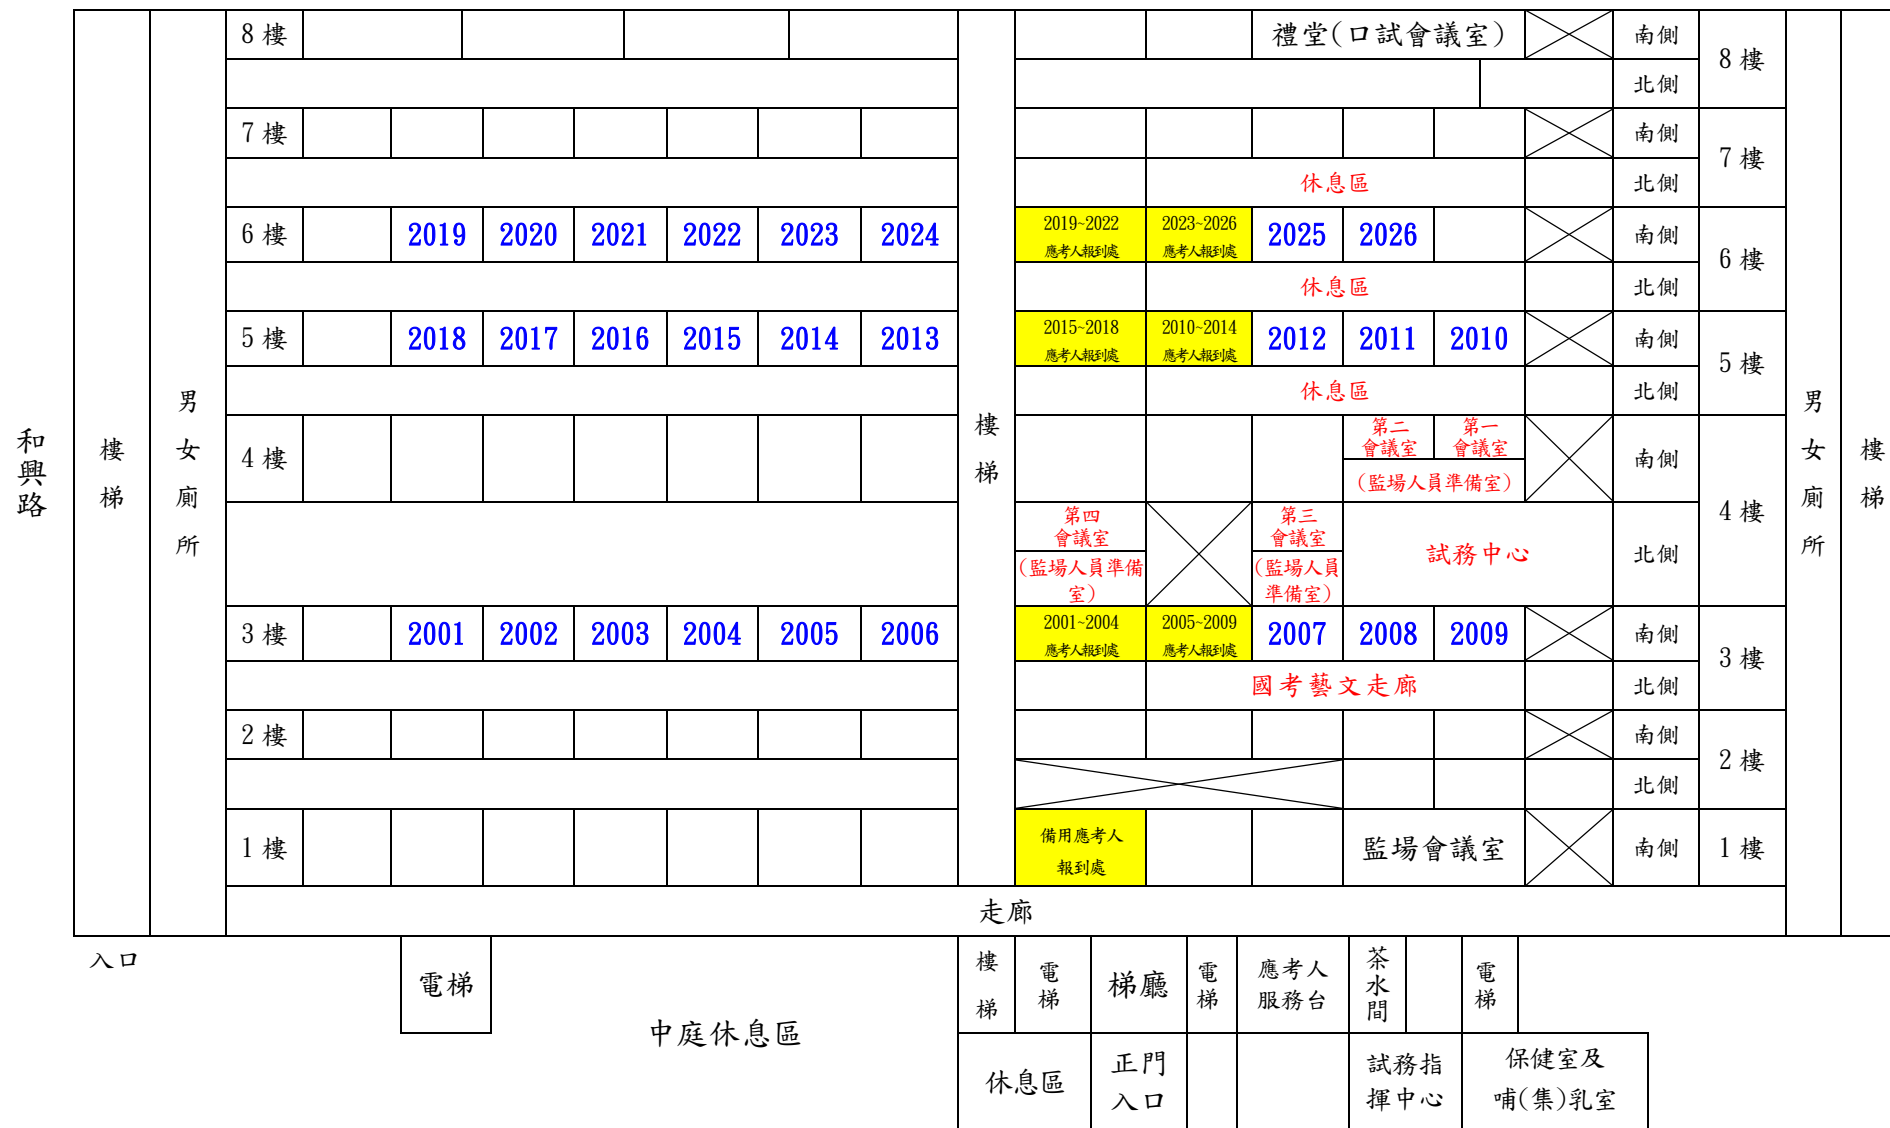 8樓
禮堂(口試會議室)
南側
8樓
北側
7樓
南側
7樓
休息區
北側
6樓
2019
2020
2021
2022
2023
2024
2019~2022
應考人報到處
2023~2026
應考人報到處
2025
2026
南側
6樓
休息區
北側
5樓
2018
2017
2016
2015
2014
2013
2015~2018
應考人報到處
2010~2014
應考人報到處
2012
2011
2010
南側
5樓
休息區
北側
和興路
樓梯
男女廁所
4樓
樓梯
第二
會議室
第一
會議室
(監場人員準備室)
南側
4樓
男女廁所
樓梯
第四
會議室
(監場人員準備
室)
第三
會議室
(監場人員
準備室)
試務中心
北側
3樓
2001
2002
2003
2004
2005
2006
2001~2004
應考人報到處
2005~2009
應考人報到處
2007
2008
2009
南側
3樓
國考藝文走廊
北側
2樓
南側
2樓
北側
1樓
備用應考人
報到處
監場會議室
南側
1樓
走廊
入口
電梯
中庭休息區
樓梯
電梯
梯廳
電梯
應考人
服務台
茶水間
電梯
休息區
正門
入口
試務指
揮中心
保健室及
哺(集)乳室